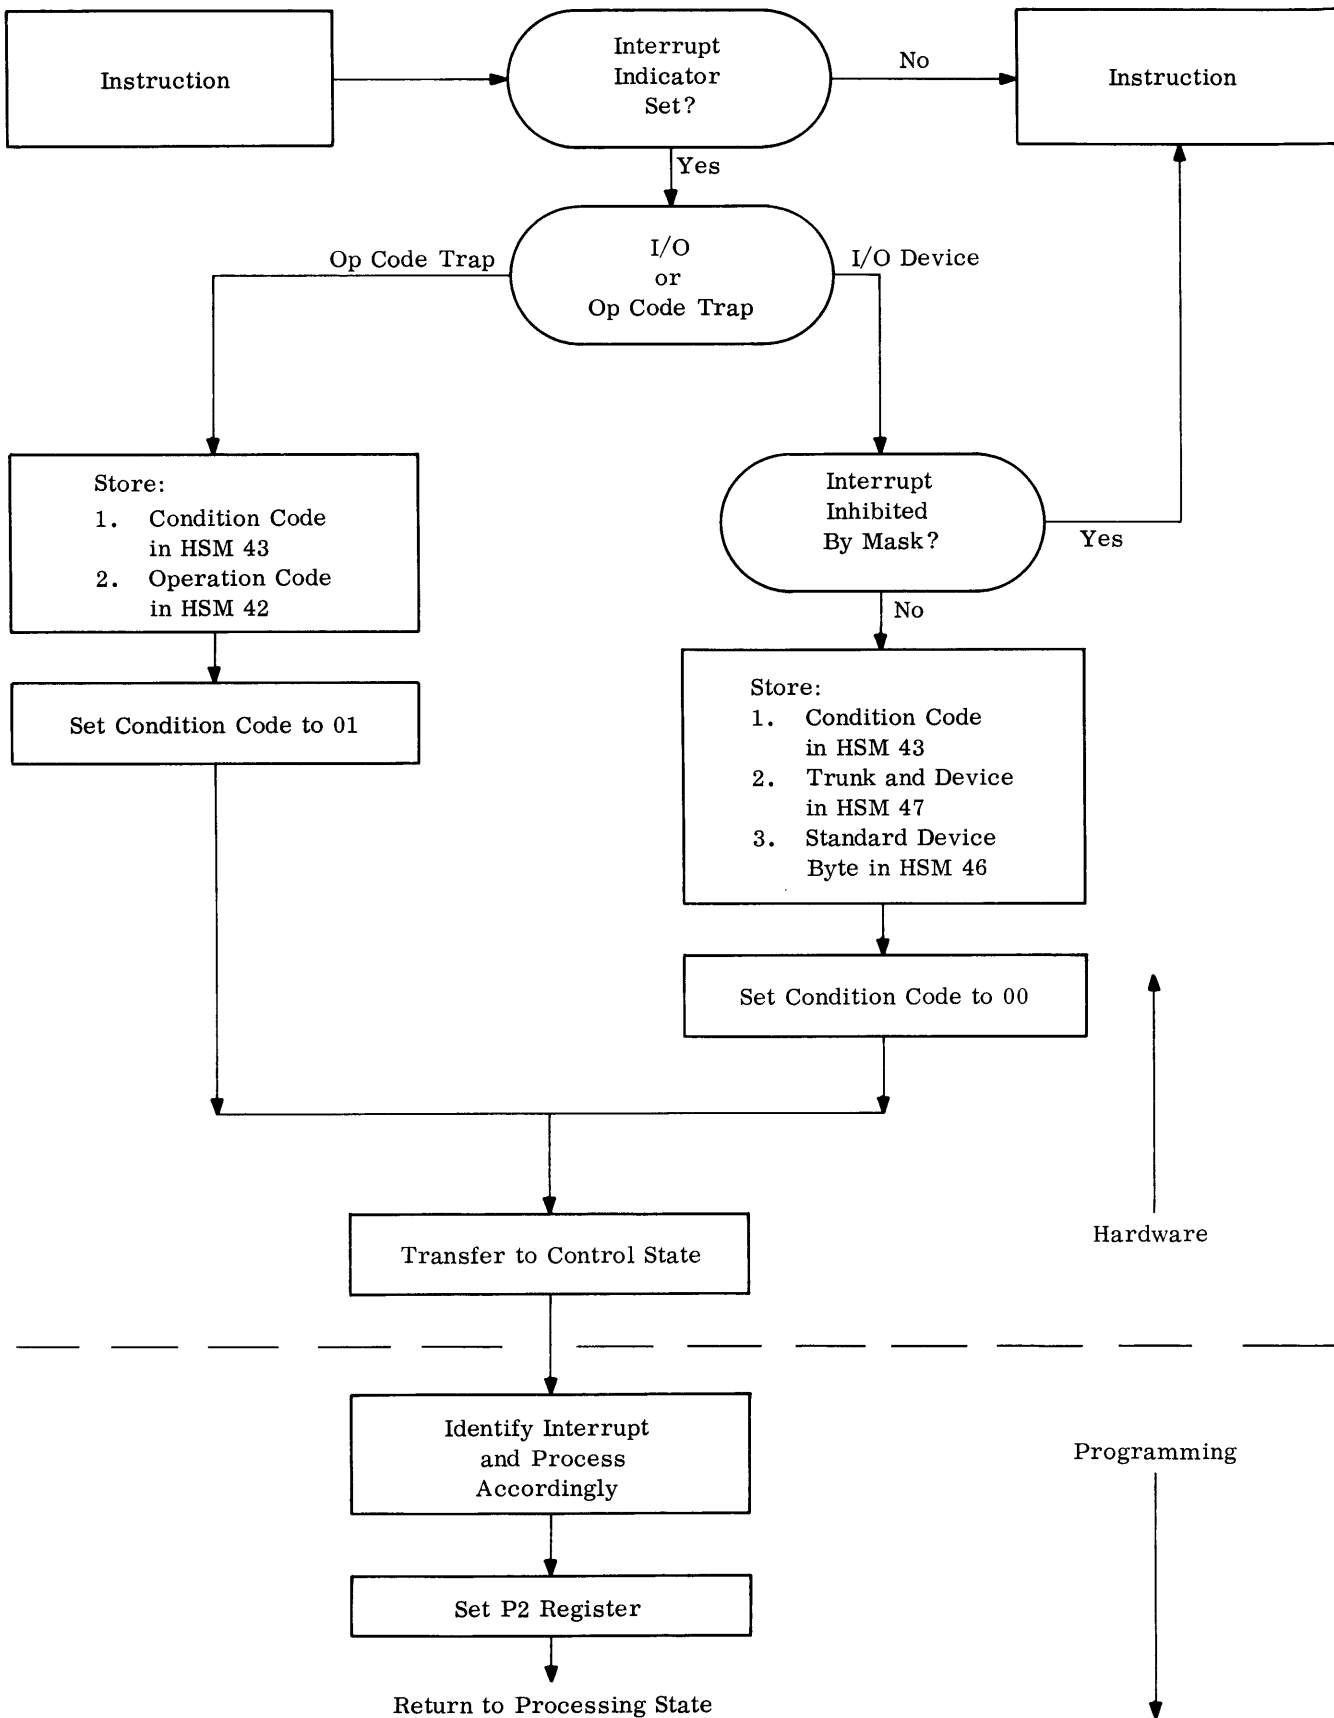 Instruction
Interrupt
Indicator
Set?
No
Instruction
Yes
Op Code Trap
I/O
or
Op Code Trap
I/O Device
Store:
1. Condition Code
in HSM 43
2. Operation Code
in HSM 42
Interrupt
Inhibited
By Mask?
Yes
No
Set Condition Code to 01
Store:
1. Condition Code
in HSM 43
2. Trunk and Device
in HSM 47
3. Standard Device
Byte in HSM 46
Set Condition Code to 00
Hardware
Transfer to Control State
Identify Interrupt
and Process
Accordingly
Programming
Set P2 Register
Return to Processing State